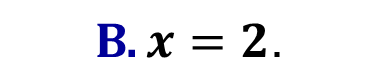 B. x = 2.